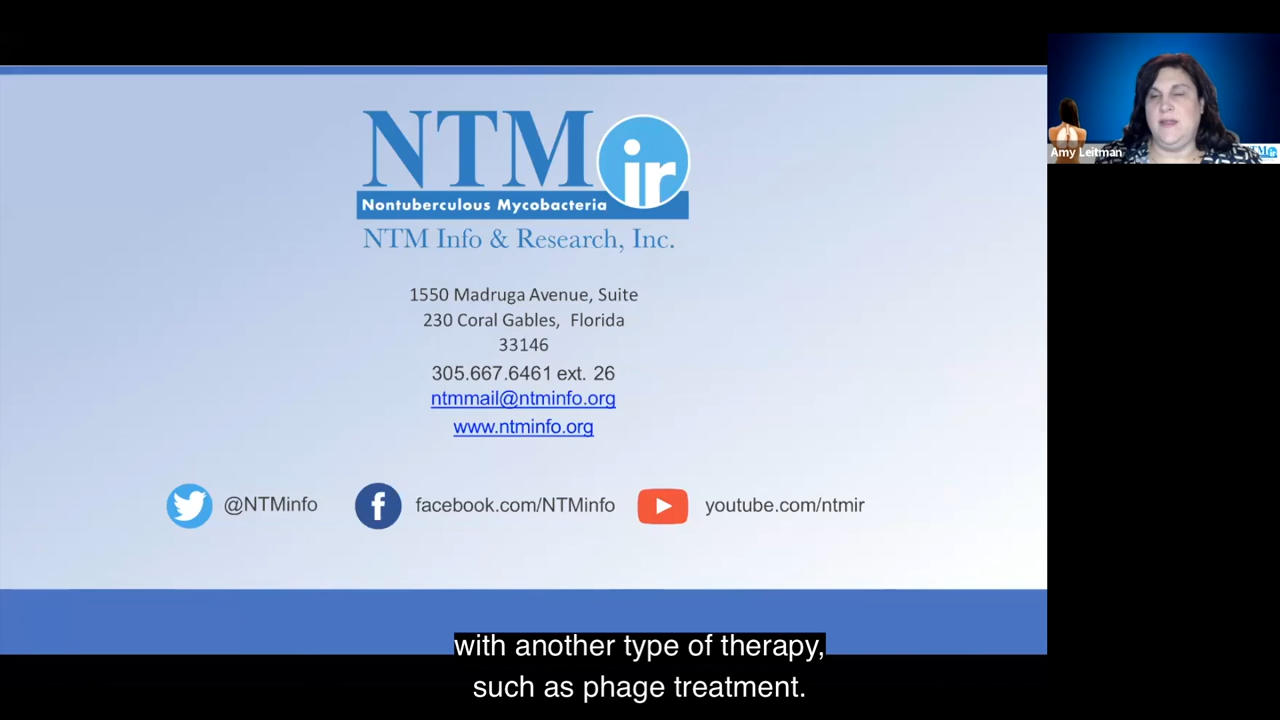 NTM ir
Nontuberculous Mycobacteria
NTM Info & Research, Inc.
1550 Madruga Avenue, Suite
230 Coral Gables, Florida
33146
305.667.6461 ext. 26
ntmmail@ntminfo.org
www.ntminfo.org
@NTMinfo
facebook.com/NTMinfo
youtube.com/ntmir
Amy Leitman
with another type of therapy,
such as phage treatment.